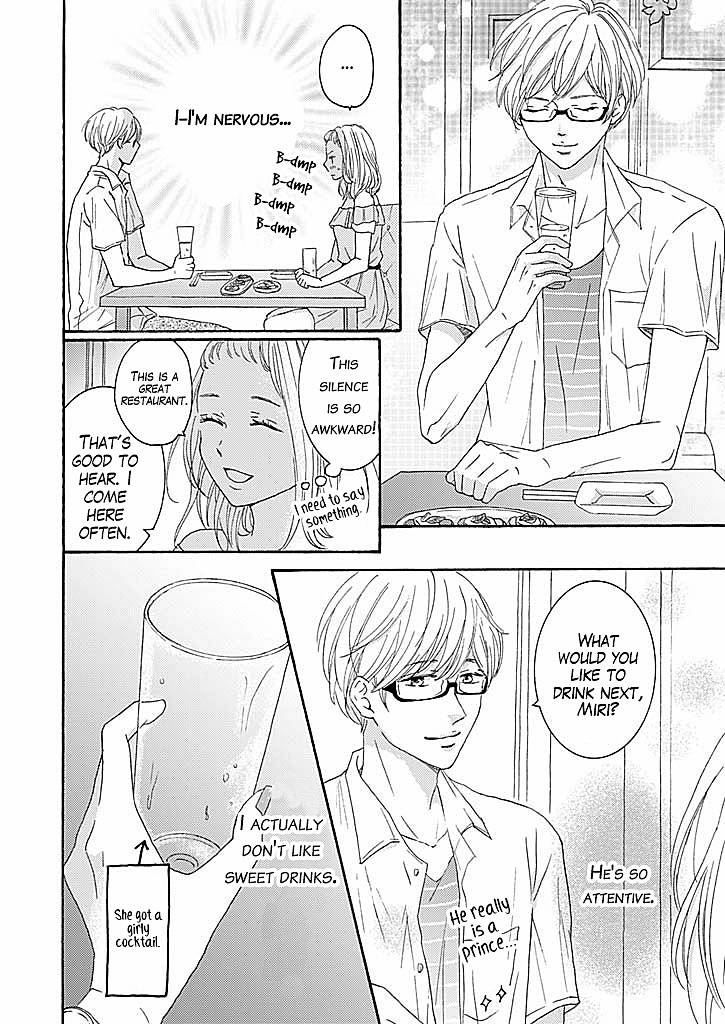 ...
I-I'M NERVOUS...
B-dmp
B-dmp
B-dmp
B-dmp
THIS
SILENCE
IS SO
AWKWARD!
I need to say
something.
THIS IS A
GREAT
RESTAURANT.
THAT'S
GOOD TO
HEAR. I
COME
HERE
OFTEN.
WHAT
WOULD YOU
LIKE TO
DRINK NEXT,
MIRI?
HE'S SO
ATTENTIVE.
He really
is a
prince...
I ACTUALLY
DON'T LIKE
SWEET DRINKS.
She got a
girly
cocktail.